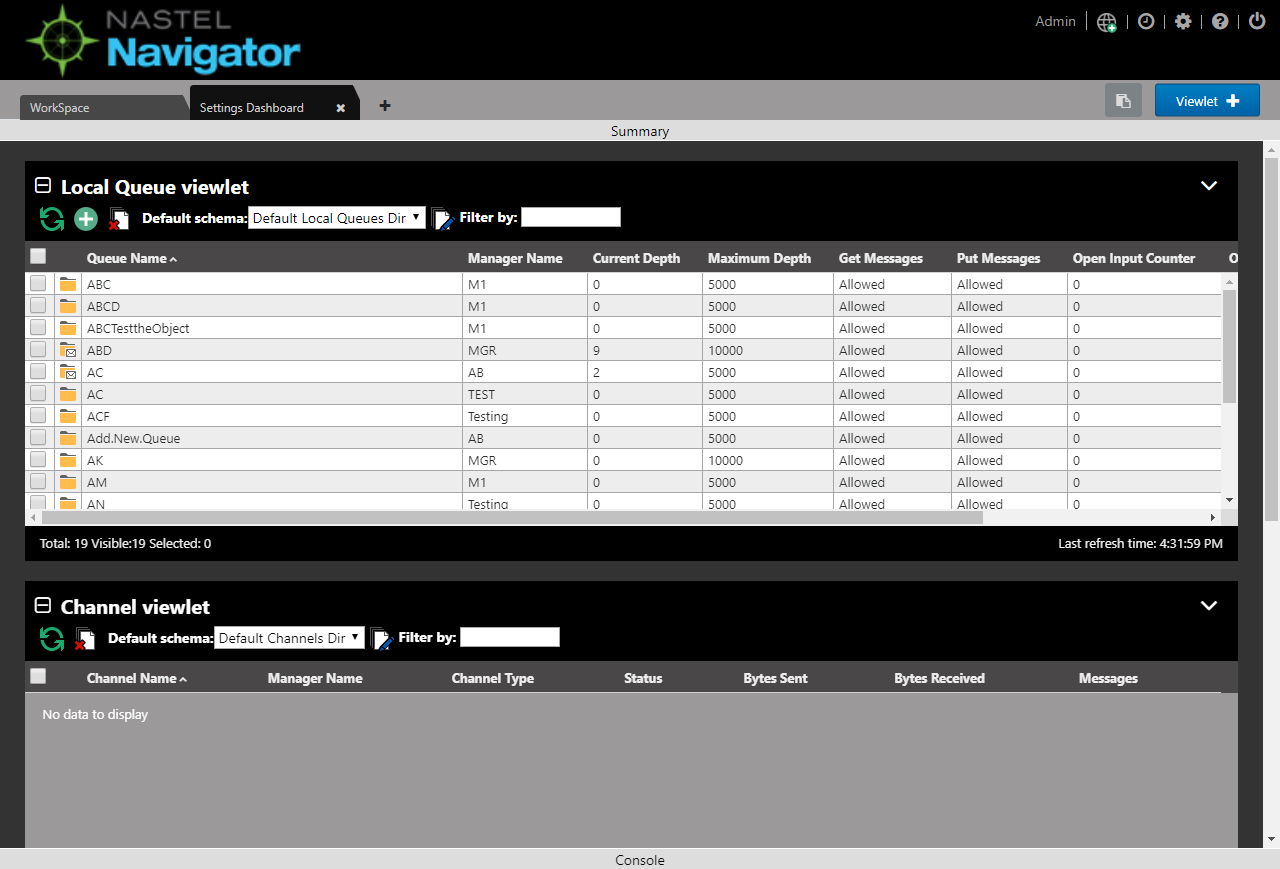 NASTEL
Navigator
Admin
WorkSpace
Settings Dashboard
Viewlet
Summary
Local Queue viewlet
Default schema: Default Local Queues Dir Filter by:
Queue Name Manager Name Current Depth Maximum Depth Get Messages Put Messages Open Input Counter O
ABC M1 0 5000 Allowed Allowed 0
ABCD M1 0 5000 Allowed Allowed 0
ABCTesttheObject M1 0 5000 Allowed Allowed 0
ABD MGR 9 10000 Allowed Allowed 0
AC AB 2 5000 Allowed Allowed 0
AC TEST 0 5000 Allowed Allowed 0
ACF Testing 0 5000 Allowed Allowed 0
Add.New.Queue AB 0 5000 Allowed Allowed 0
AK MGR 0 10000 Allowed Allowed 0
AM M1 0 5000 Allowed Allowed 0
AN Testing 0 5000 Allowed Allowed 0
Total: 19 Visible:19 Selected: 0 Last refresh time: 4:31:59 PM
Channel viewlet
Default schema: Default Channels Dir Filter by:
Channel Name Manager Name Channel Type Status Bytes Sent Bytes Received Messages
No data to display
Console